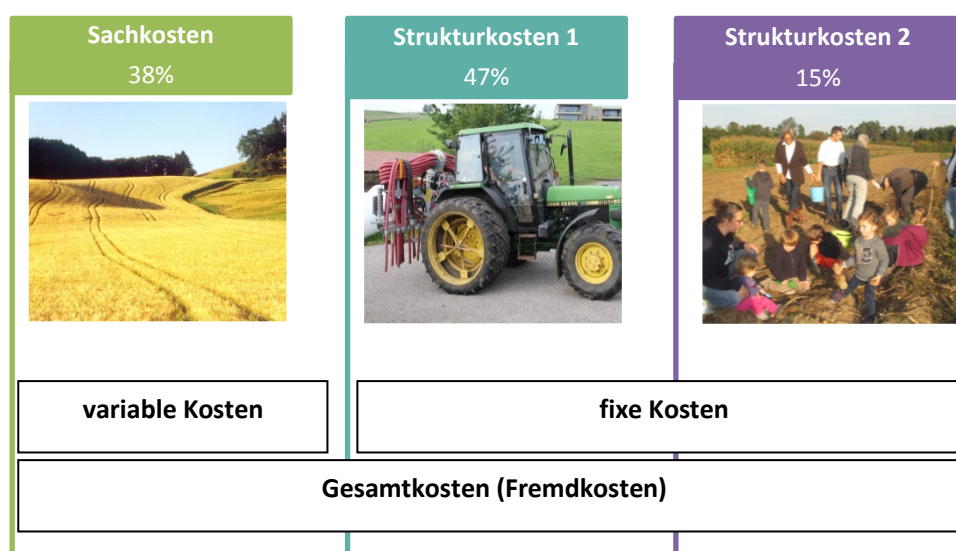 Sachkosten
38%
Strukturkosten 1
47%
Strukturkosten 2
15%
variable Kosten
fixe Kosten
Gesamtkosten (Fremdkosten)